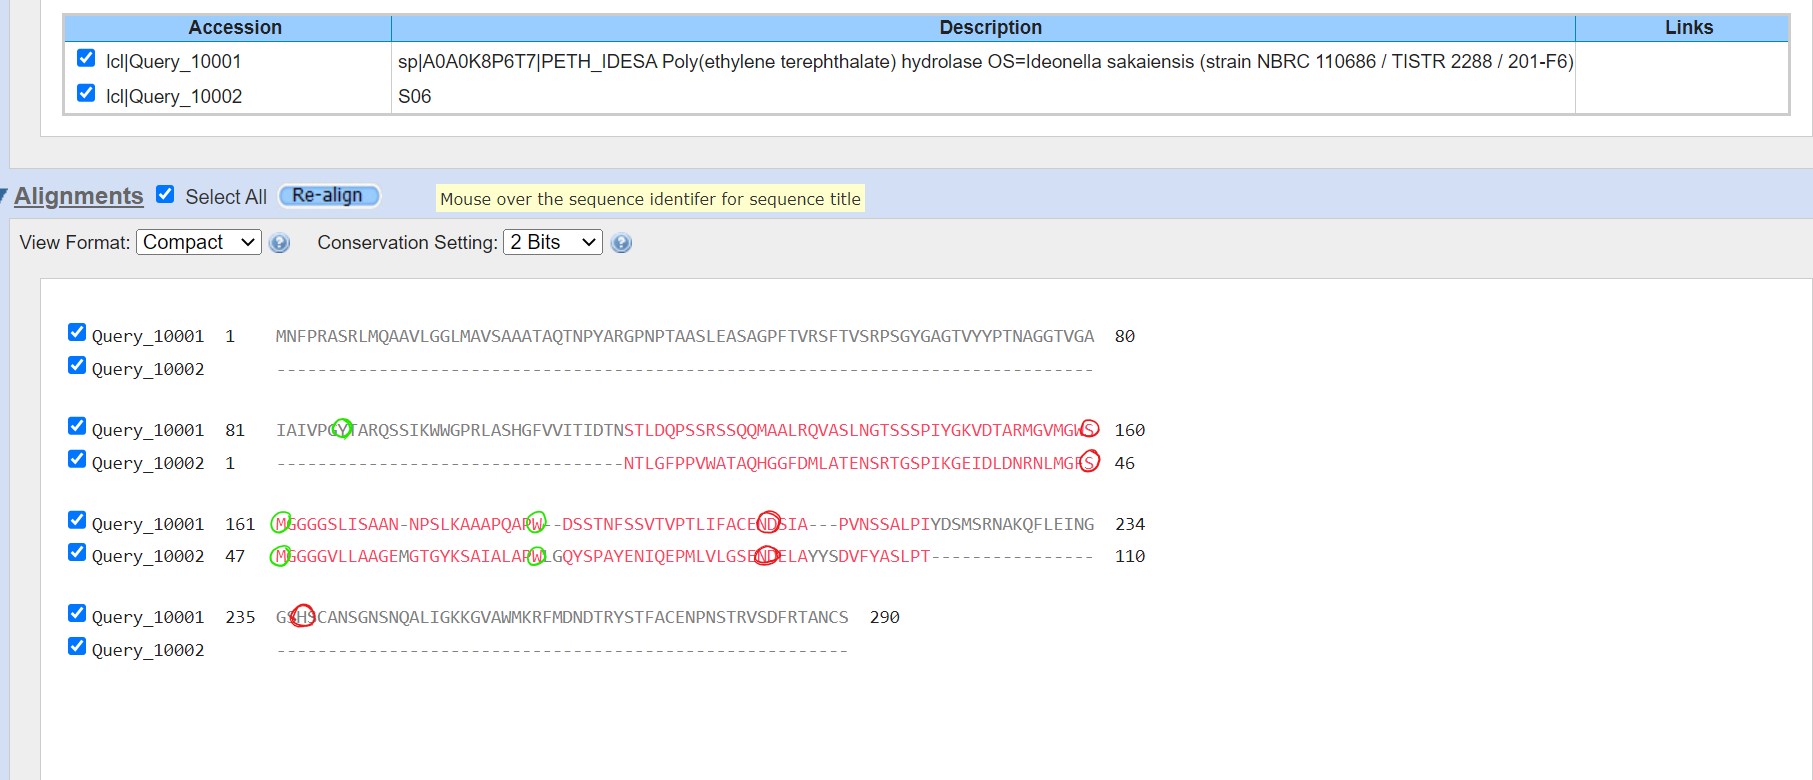 Accession Description Links
lcl|Query_10001 sp|A0A0K8P6T7|PETH_IDESA Poly(ethylene terephthalate) hydrolase OS=Ideonella sakaiensis (strain NBRC 110686 / TISTR 2288 / 201-F6)
lcl|Query_10002 S06
Alignments Select All Re-align Mouse over the sequence identifer for sequence title
View Format: Compact ? Conservation Setting: 2 Bits ?
Query_10001 1 MNFPRASRLMQAAVLGGLMAVSAAATAQTNPYARGPNPTAASLEASAGPFTVRSFTVSRPSGYGAGTVYYPTNAGGTVGA 80
Query_10002 --------------------------------------------------------------------------------
Query_10001 81 IAIVPGYTARQSSIKWWGPRLASHGFVVITIDTNSTLDQPSSRSSQQMAALRQVASLNGTSSSPIYGKVDTARMGVMGWS 160
Query_10002 1 ----------------------------------NTLGFPPVWATAQHGGFDMLATENSRTGSPIKGEIDLDNRNLMGFS 46
Query_10001 161 MGGGGSLISAAN-NPSLKAAAPQAPW--DSSTNFSSVTVPTLIFACENDSIA---PVNSSALPIYDSMSRNAKQFLEING 234
Query_10002 47 MGGGGVLLAAGEMGTGYKSAIALAPWLGQYSPAYENIQEPMLVLGSENDELAYYSDVFYASLPT---------------- 110
Query_10001 235 GSHSCANSGNSNQALIGKKGVAWMKRFMDNDTRYSTFACENPNSTRVSDFRTANCS 290
Query_10002 --------------------------------------------------------